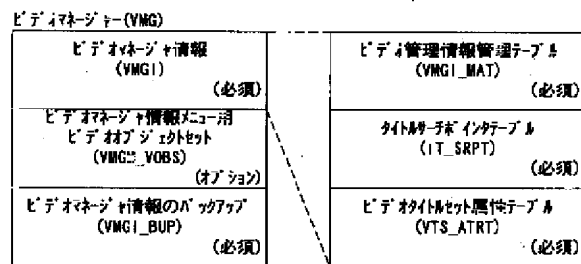 ビデオマネージャー(VMG)
ビデオマネージャ情報
(VMGI)
(必須)
ビデオマネージャ情報メニュー用
ビデオオブジェクトセット
(VMGM_VOBS)
(オプション)
ビデオマネージャ情報のバックアップ
(VMGI_BUP)
(必須)
ビデオ管理情報管理テーブル
(VMGI_MAT)
(必須)
タイトルサーチポインタテーブル
(TT_SRPT)
(必須)
ビデオタイトルセット属性テーブル
(VTS_ATRT)
(必須)